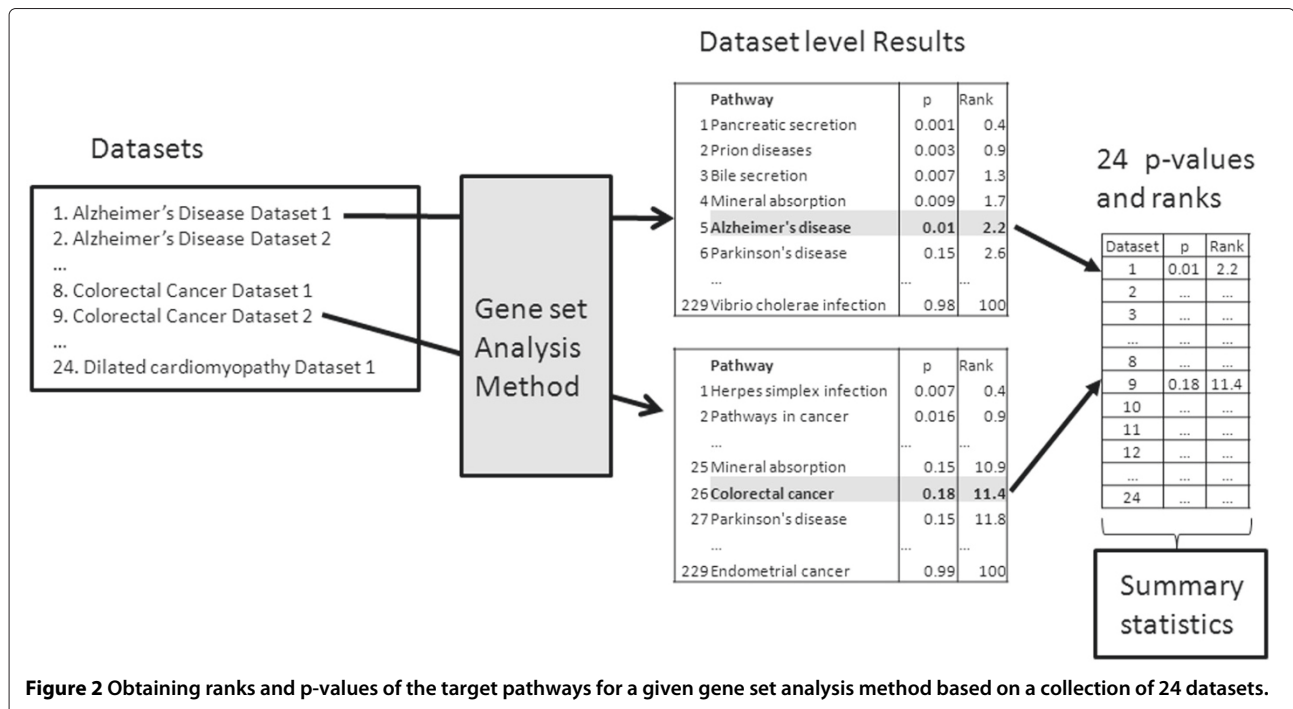 Dataset level Results
Datasets
1. Alzheimer's Disease Dataset 1
2. Alzheimer's Disease Dataset 2
...
8. Colorectal Cancer Dataset 1
9. Colorectal Cancer Dataset 2
...
24. Dilated cardiomyopathy Dataset 1
Gene set
Analysis
Method
Pathway p Rank
1 Pancreatic secretion 0.001 0.4
2 Prion diseases 0.003 0.9
3 Bile secretion 0.007 1.3
4 Mineral absorption 0.009 1.7
5 Alzheimer's disease 0.01 2.2
6 Parkinson's disease 0.15 2.6
... ... ...
229 Vibrio cholerae infection 0.98 100
Pathway p Rank
1 Herpes simplex infection 0.007 0.4
2 Pathways in cancer 0.016 0.9
... ... ...
25 Mineral absorption 0.15 10.9
26 Colorectal cancer 0.18 11.4
27 Parkinson's disease 0.15 11.8
... ... ...
229 Endometrial cancer 0.99 100
24 p-values
and ranks
Dataset p Rank
1 0.01 2.2
2 ... ...
3 ... ...
... ... ...
8 ... ...
9 0.18 11.4
10 ... ...
11 ... ...
12 ... ...
... ... ...
24 ... ...
Summary
statistics
Figure 2 Obtaining ranks and p-values of the target pathways for a given gene set analysis method based on a collection of 24 datasets.